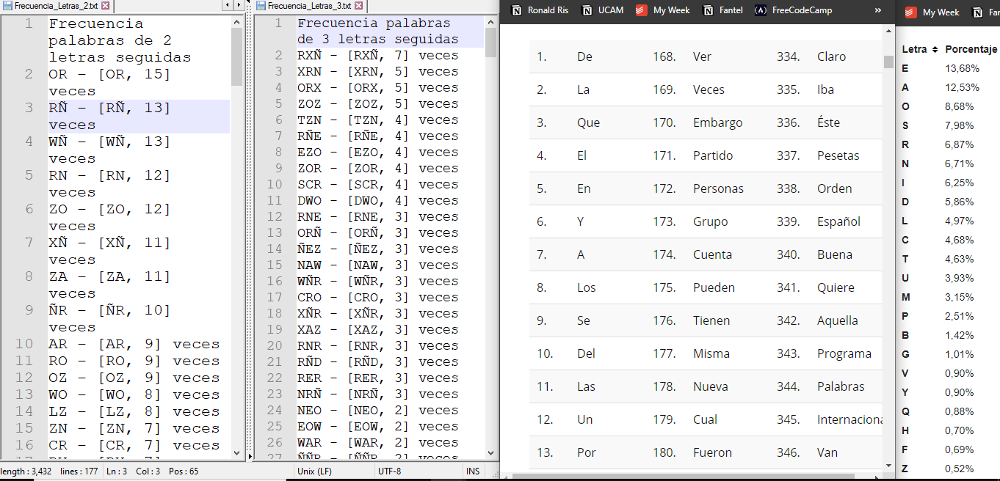 Frecuencia_Letras_2.txt
1 Frecuencia
palabras de 2
letras seguidas
2 OR - [OR, 15]
veces
3 RÑ - [RÑ, 13]
veces
4 WÑ - [WÑ, 13]
veces
5 RN - [RN, 12]
veces
6 ZO - [ZO, 12]
veces
7 XÑ - [XÑ, 11]
veces
8 ZA - [ZA, 11]
veces
9 ÑR - [ÑR, 10]
veces
10 AR - [AR, 9] veces
11 RO - [RO, 9] veces
12 OZ - [OZ, 9] veces
13 WO - [WO, 8] veces
14 LZ - [LZ, 8] veces
15 ZN - [ZN, 7] veces
16 CR - [CR, 7] veces
Frecuencia_Letras_3.txt
1 Frecuencia palabras
de 3 letras seguidas
2 RXÑ - [RXÑ, 7] veces
3 XRN - [XRN, 5] veces
4 ORX - [ORX, 5] veces
5 ZOZ - [ZOZ, 5] veces
6 TZN - [TZN, 4] veces
7 RÑE - [RÑE, 4] veces
8 EZO - [EZO, 4] veces
9 ZOR - [ZOR, 4] veces
10 SCR - [SCR, 4] veces
11 DWO - [DWO, 4] veces
12 RNE - [RNE, 3] veces
13 ORÑ - [ORÑ, 3] veces
14 ÑEZ - [ÑEZ, 3] veces
15 NAW - [NAW, 3] veces
16 WÑR - [WÑR, 3] veces
17 CRO - [CRO, 3] veces
18 XÑR - [XÑR, 3] veces
19 XAZ - [XAZ, 3] veces
20 RNR - [RNR, 3] veces
21 RÑD - [RÑD, 3] veces
22 RER - [RER, 3] veces
23 NRÑ - [NRÑ, 3] veces
24 NEO - [NEO, 2] veces
25 EOW - [EOW, 2] veces
26 WAR - [WAR, 2] veces
27 ÑÑR - [ÑÑR, 2] veces
length : 3,432 lines : 177 Ln : 3 Col : 3 Pos : 65 Unix (LF) UTF-8 INS
Ronald Ris UCAM My Week Fantel FreeCodeCamp »
1. De 168. Ver 334. Claro
2. La 169. Veces 335. Iba
3. Que 170. Embargo 336. Éste
4. El 171. Partido 337. Pesetas
5. En 172. Personas 338. Orden
6. Y 173. Grupo 339. Español
7. A 174. Cuenta 340. Buena
8. Los 175. Pueden 341. Quiere
9. Se 176. Tienen 342. Aquella
10. Del 177. Misma 343. Programa
11. Las 178. Nueva 344. Palabras
12. Un 179. Cual 345. Internaciona
13. Por 180. Fueron 346. Van
My Week Far
Letra Porcentaje
E 13,68%
A 12,53%
O 8,68%
S 7,98%
R 6,87%
N 6,71%
I 6,25%
D 5,86%
L 4,97%
C 4,68%
T 4,63%
U 3,93%
M 3,15%
P 2,51%
B 1,42%
G 1,01%
V 0,90%
Y 0,90%
Q 0,88%
H 0,70%
F 0,69%
Z 0,52%